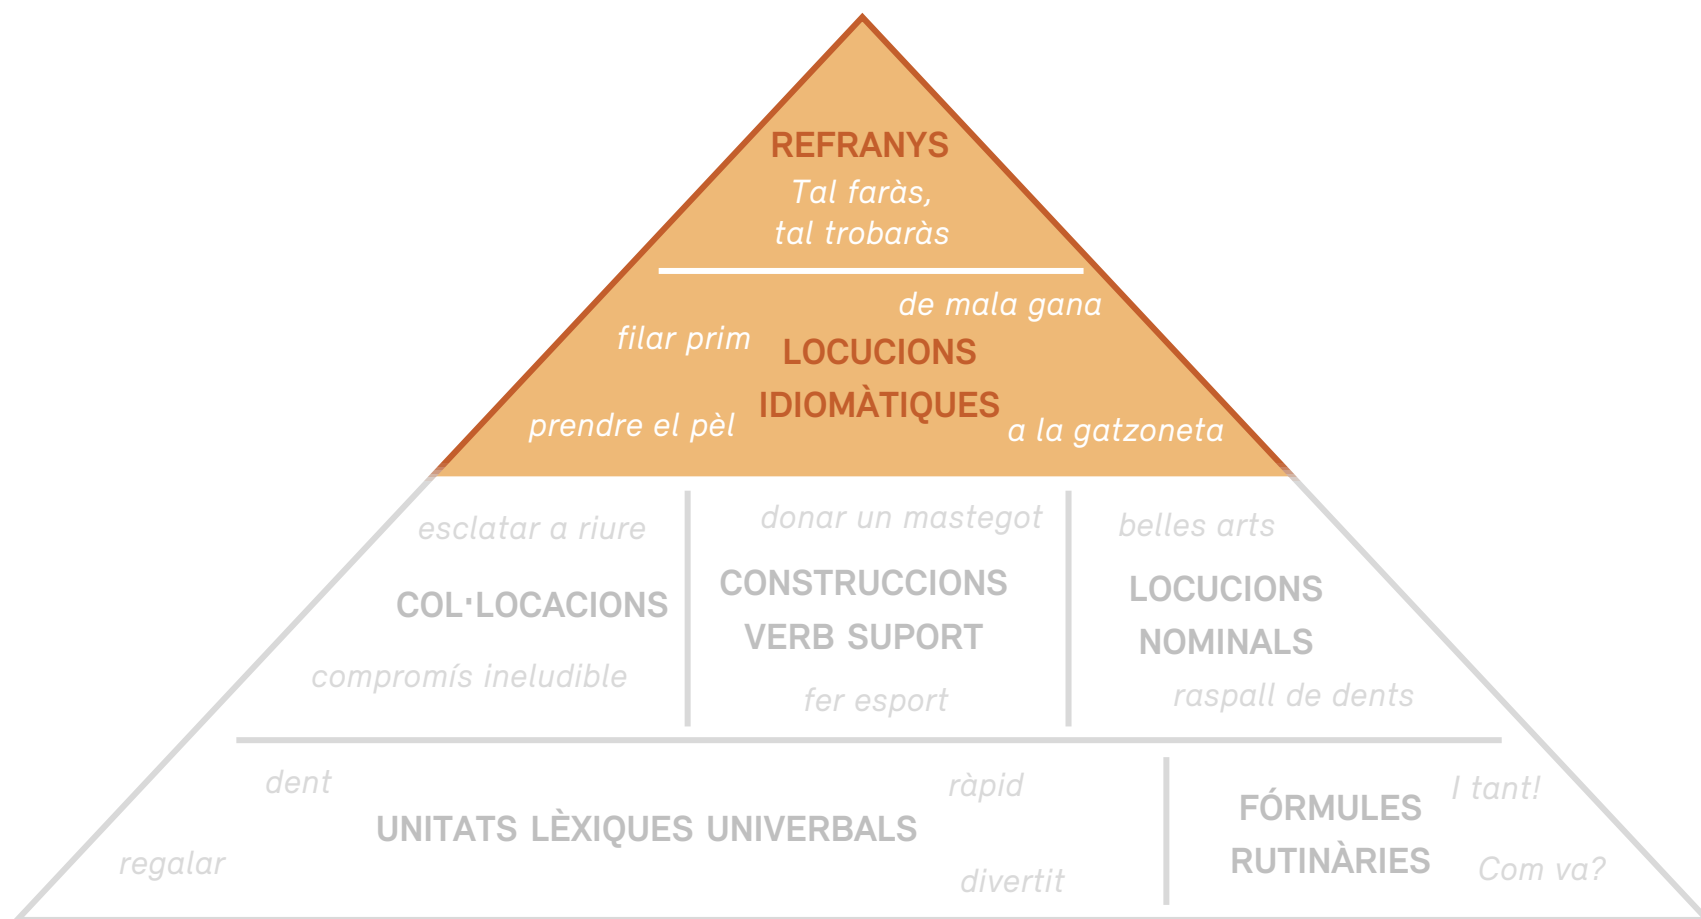 REFRANYS
Tal faràs,
tal trobaràs
de mala gana
filar prim
LOCUCIONS
IDIOMÀTIQUES
prendre el pèl
a la gatzoneta
esclatar a riure
COL·LOCACIONS
compromís ineludible
donar un mastegot
CONSTRUCCIONS
VERB SUPORT
fer esport
belles arts
LOCUCIONS
NOMINALS
raspall de dents
dent
ràpid
UNITATS LÈXIQUES UNIVERBALS
regalar
divertit
I tant!
FÓRMULES
RUTINÀRIES
Com va?